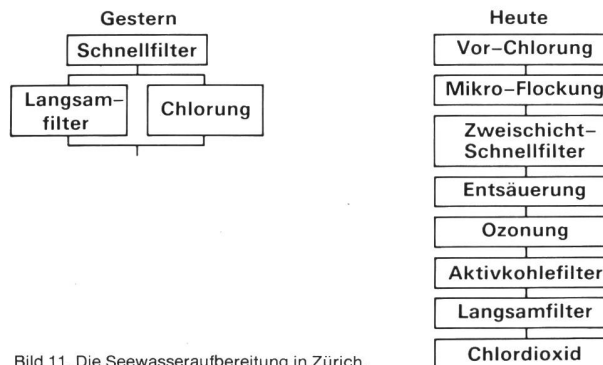 Gestern
Schnellfilter
Langsam–
filter
Chlorung
Heute
Vor–Chlorung
Mikro–Flockung
Zweischicht–
Schnellfilter
Entsäuerung
Ozonung
Aktivkohlefilter
Langsamfilter
Chlordioxid
Bild 11. Die Seewasseraufbereitung in Zürich